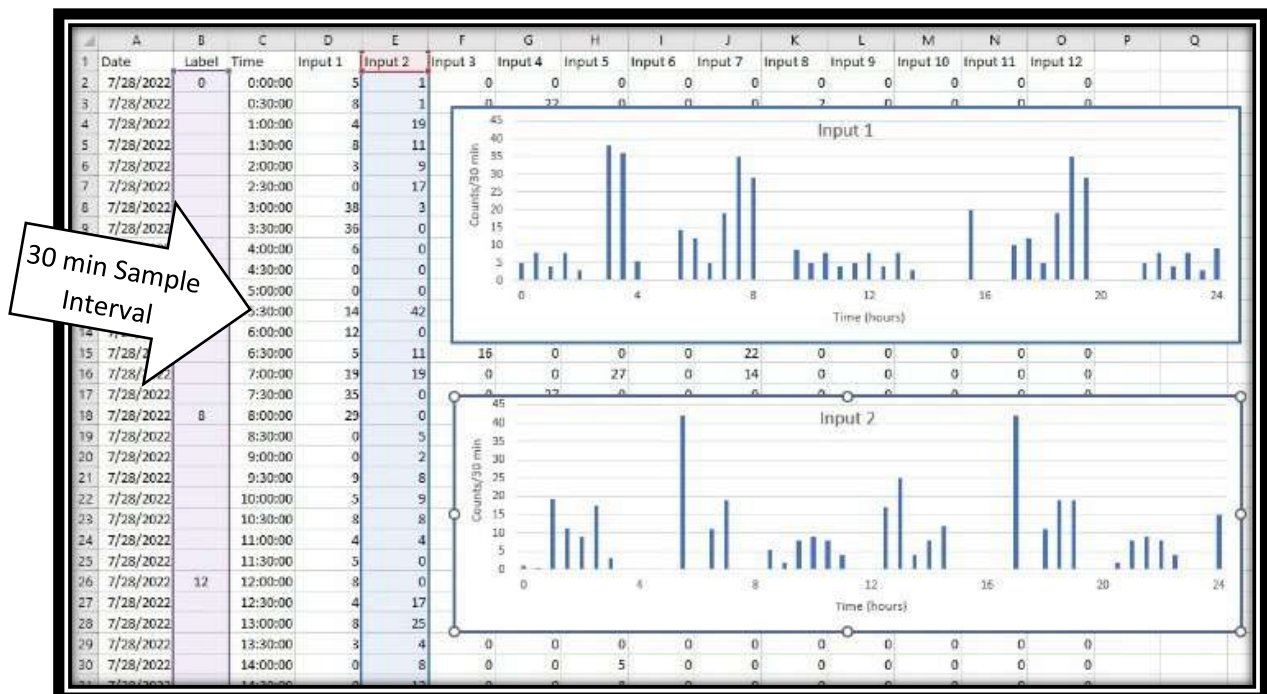 A B C D E F G H I J K L M N O P Q
1 Date Label Time Input 1 Input 2 Input 3 Input 4 Input 5 Input 6 Input 7 Input 8 Input 9 Input 10 Input 11 Input 12
2 7/28/2022 0 0:00:00 5 1 0 0 0 0 0 0 0 0 0 0
3 7/28/2022 0:30:00 8 1 0 22 0 0 0 2 0 0 0 0
4 7/28/2022 1:00:00 4 19
5 7/28/2022 1:30:00 8 11
6 7/28/2022 2:00:00 3 9
7 7/28/2022 2:30:00 0 17
8 7/28/2022 3:00:00 38 3
9 7/28/2022 3:30:00 36 0
4:00:00 6 0
4:30:00 0 0
5:00:00 0 0
5:30:00 14 42
14 6:00:00 12 0
15 6:30:00 5 11 16 0 0 0 22 0 0 0 0 0
16 7/28/2022 7:00:00 19 19 0 0 27 0 14 0 0 0 0 0
17 7/28/2022 7:30:00 35 0
18 7/28/2022 8 8:00:00 29 0
19 7/28/2022 8:30:00 0 5
20 7/28/2022 9:00:00 0 2
21 7/28/2022 9:30:00 9 8
22 7/28/2022 10:00:00 5 9
23 7/28/2022 10:30:00 8 8
24 7/28/2022 11:00:00 4 4
25 7/28/2022 11:30:00 5 0
26 7/28/2022 12 12:00:00 8 0
27 7/28/2022 12:30:00 4 17
28 7/28/2022 13:00:00 8 25
29 7/28/2022 13:30:00 3 4 0 0 0 0 0 0 0 0 0 0
30 7/28/2022 14:00:00 0 8 0 0 5 0 0 0 0 0 0 0
30 min Sample
Interval
Input 1
Counts/30 min
45
40
35
30
25
20
15
10
5
0
0 4 8 12 16 20 24
Time (hours)
Input 2
Counts/30 min
45
40
35
30
25
20
15
10
5
0
0 4 8 12 16 20 24
Time (hours)